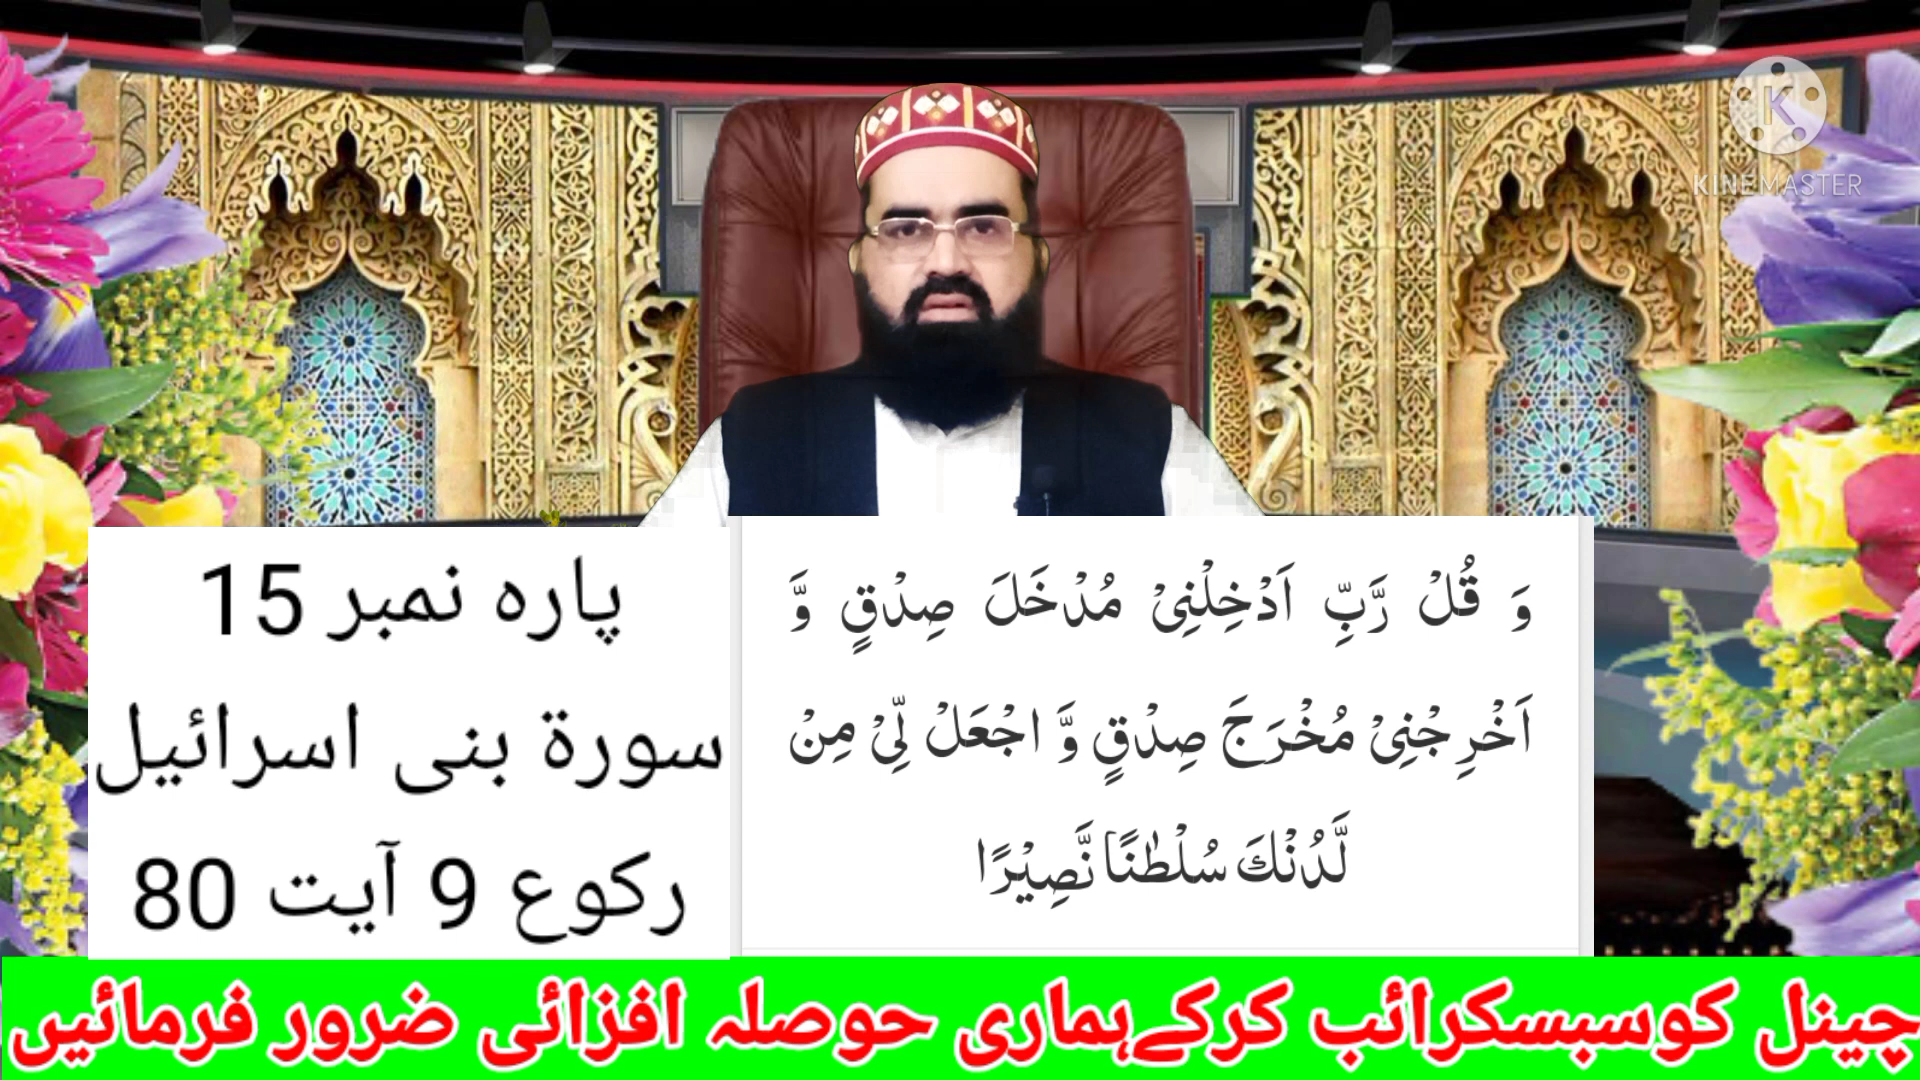 KINEMASTER
پارہ نمبر 15
سورۃ بنی اسرائیل
رکوع 9 آیت 80
وَ قُلْ رَّبِّ اَدْخِلْنِیْ مُدْخَلَ صِدْقٍ وَّ
اَخْرِجْنِیْ مُخْرَجَ صِدْقٍ وَّ اجْعَلْ لِّیْ مِنْ
لَّدُنْكَ سُلْطٰنًا نَّصِیْرًا
چینل کوسبسکرائب کرکےہماری حوصلہ افزائی ضرور فرمائیں